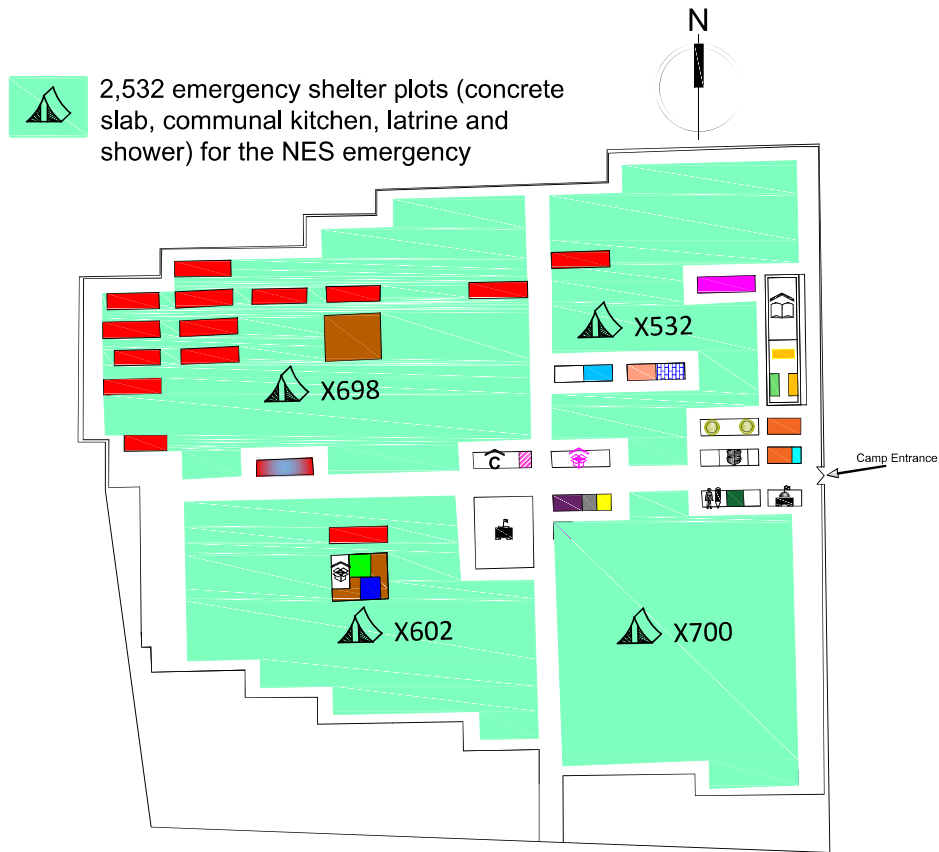 N
2,532 emergency shelter plots (concrete
slab, communal kitchen, latrine and
shower) for the NES emergency
X532
X698
C
Camp Entrance
X602
X700